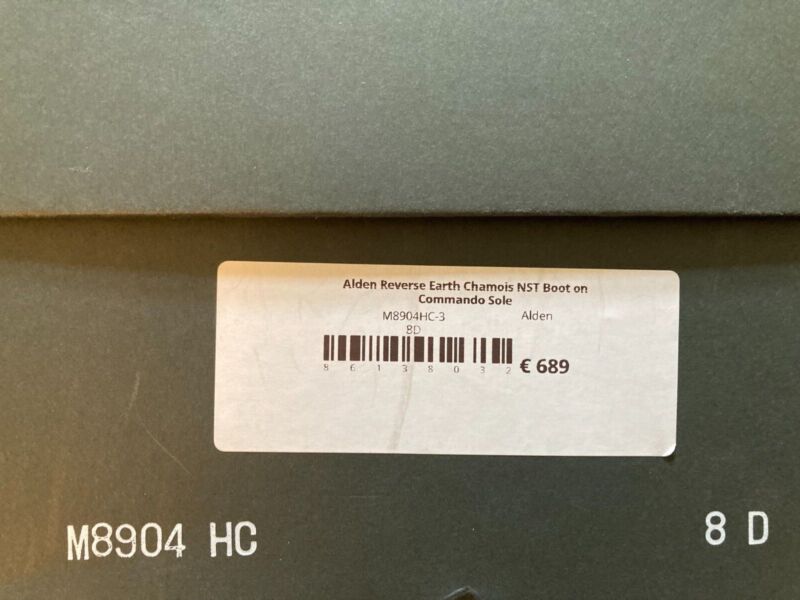 Alden Reverse Earth Chamois NST Boot on
Commando Sole
M8904HC-3 Alden
8D
8 6 1 3 8 0 3 2 € 689
M8904 HC 8 D